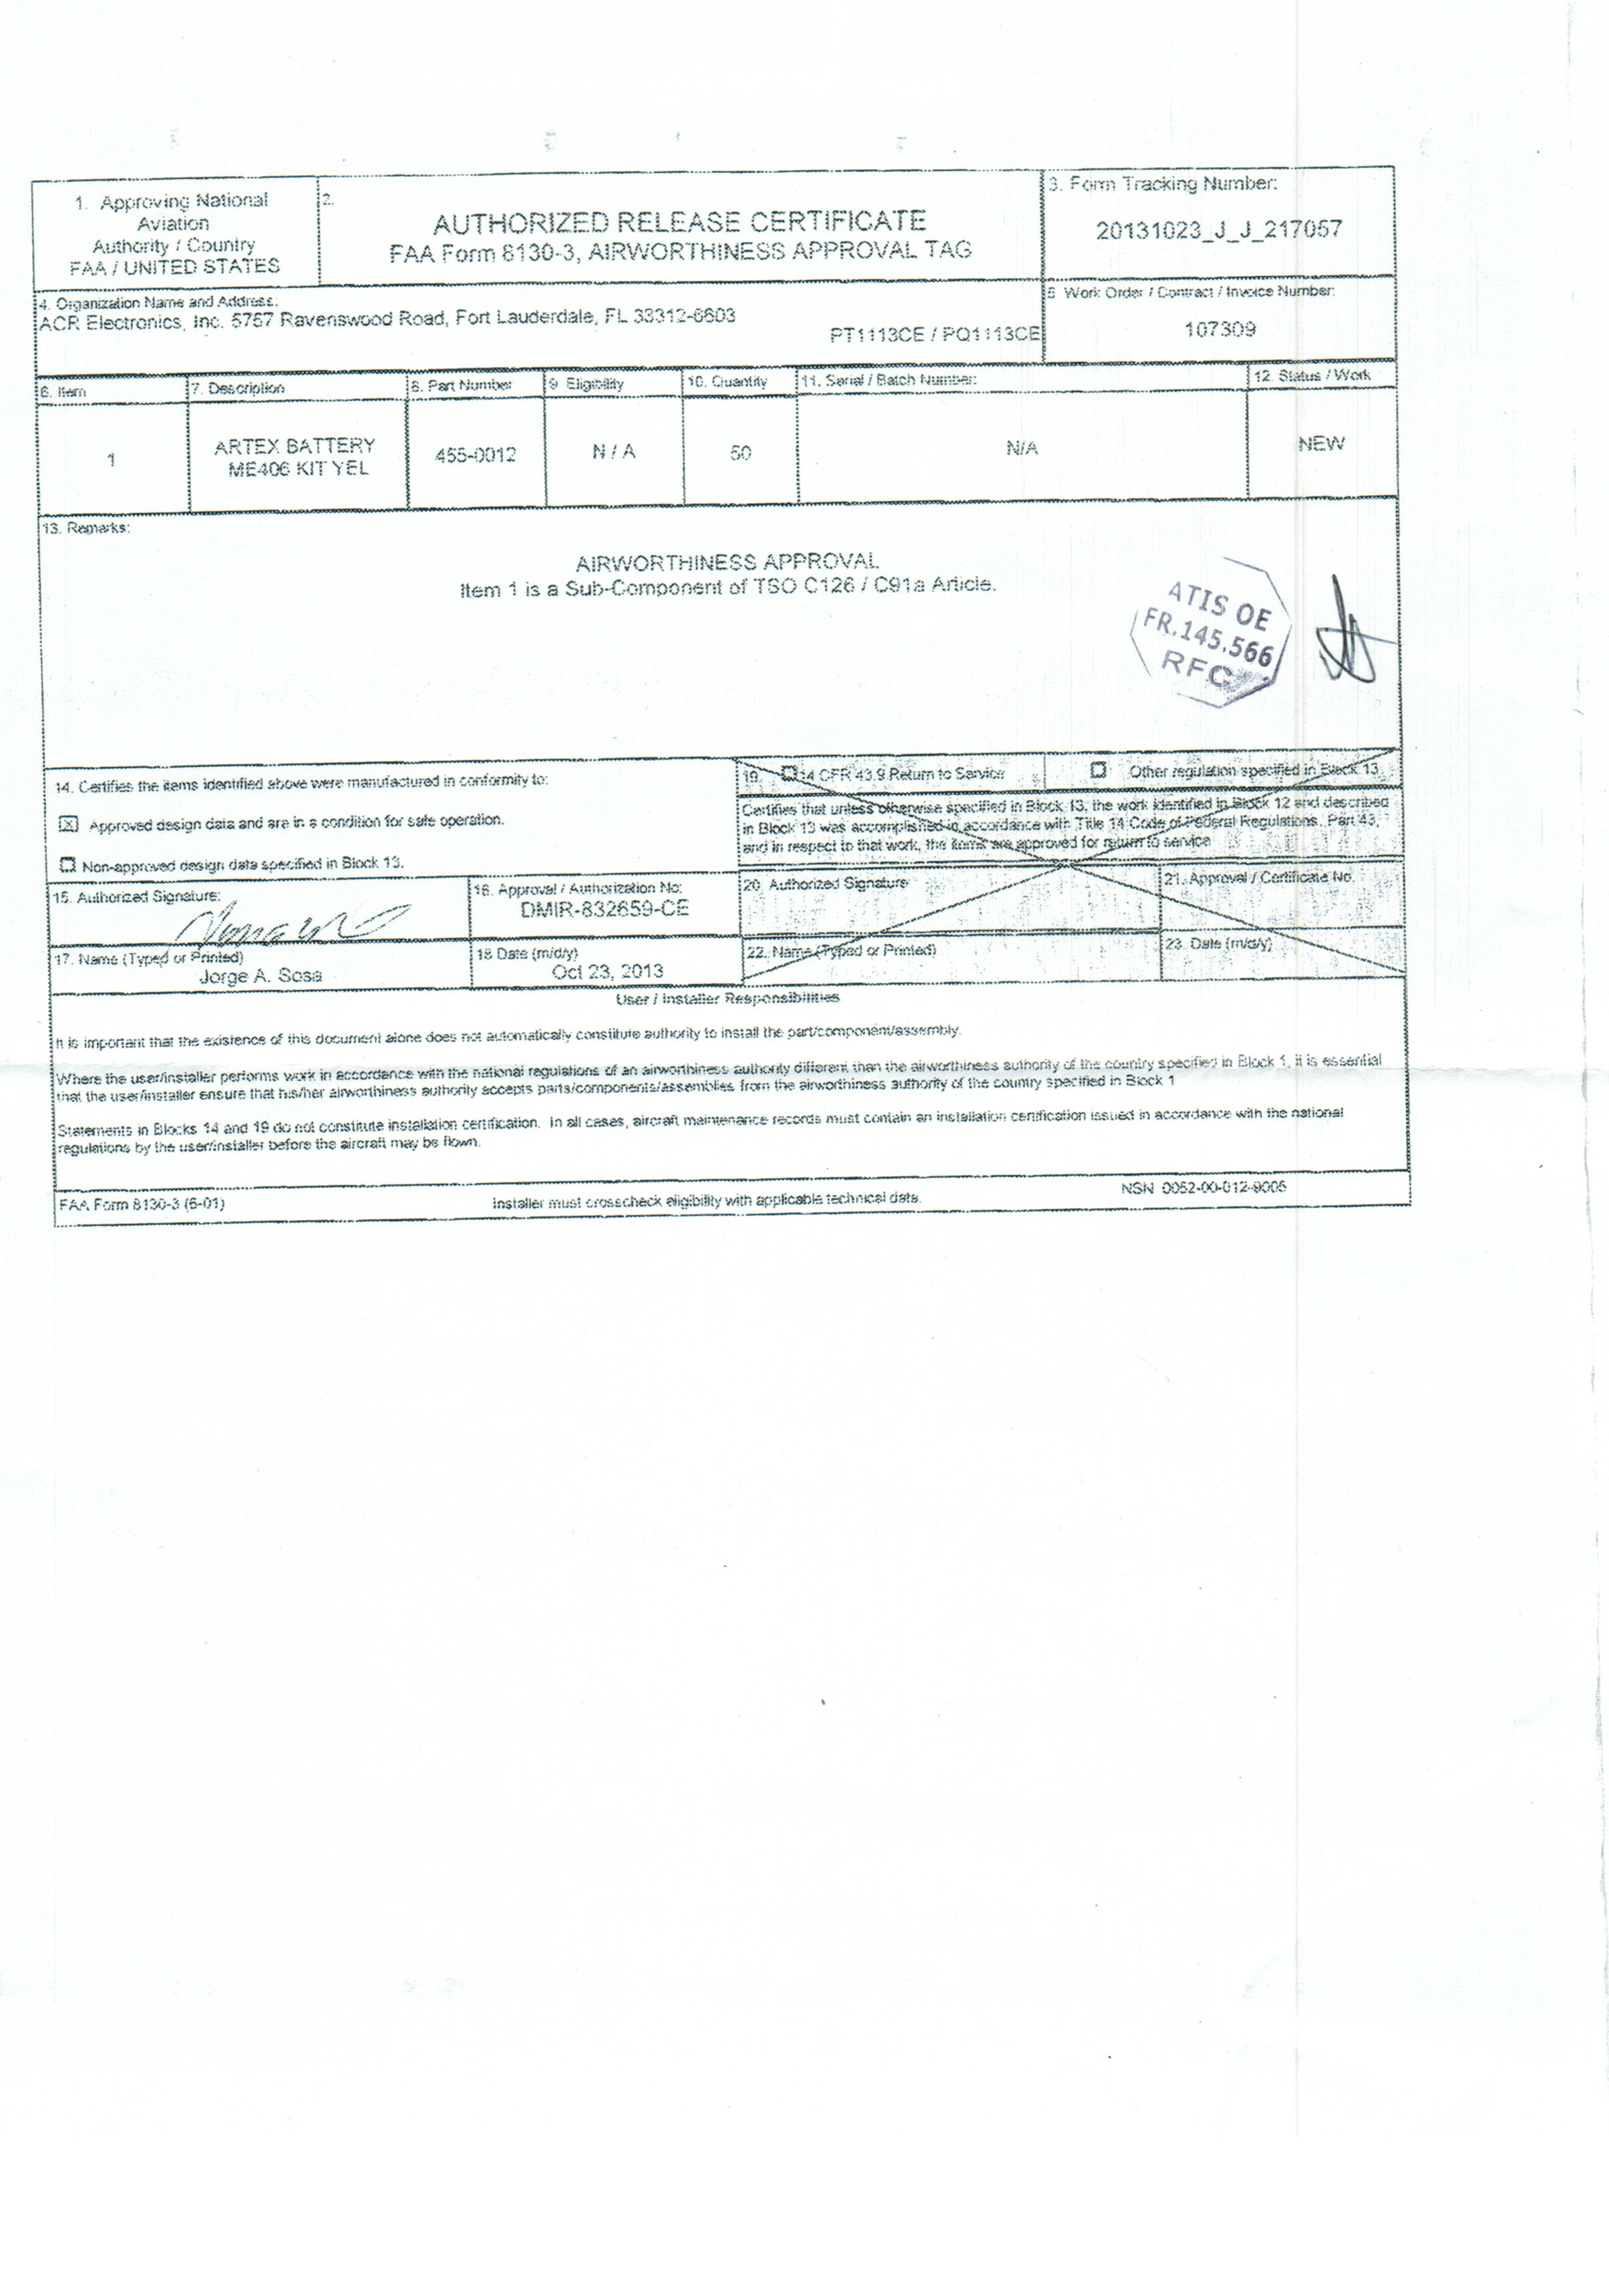 1. Approving National
Aviation
Authority / Country
FAA / UNITED STATES
2.
AUTHORIZED RELEASE CERTIFICATE
FAA Form 8130-3, AIRWORTHINESS APPROVAL TAG
3. Form Tracking Number:
20131023_J_J_217057
4. Organization Name and Address:
ACR Electronics, Inc. 5757 Ravenswood Road, Fort Lauderdale, FL 33312-6603
PT1113CE / PQ1113CE
5 Work Order / Contract / Invoice Number:
107309
6. Item
7. Description
8. Part Number
9 Eligibility
10. Quantity
11. Serial / Batch Number:
12. Status / Work
1
ARTEX BATTERY
ME406 KIT YEL
455-0012
N / A
50
N/A
NEW
13. Remarks:
AIRWORTHINESS APPROVAL
Item 1 is a Sub-Component of TSO C126 / C91a Article.
ATIS OE
FR.145.566
RFC
14. Certifies the items identified above were manufactured in conformity to:
Approved design data and are in a condition for safe operation.
Non-approved design data specified in Block 13.
19. 14 CFR 43.9 Return to Service
Other regulation specified in Block 13
Certifies that unless otherwise specified in Block 13, the work identified in Block 12 and described
in Block 13 was accomplished in accordance with Title 14 Code of Federal Regulations, Part 43,
and in respect to that work, the items are approved for return to service
15. Authorized Signature:
16. Approval / Authorization No:
DMIR-832659-CE
20. Authorized Signature
21. Approval / Certificate No.
17. Name (Typed or Printed)
Jorge A. Sosa
18 Date (m/d/y)
Oct 23, 2013
22. Name (Typed or Printed)
23. Date (m/d/y)
User / Installer Responsibilities
It is important that the existence of this document alone does not automatically constitute authority to install the part/component/assembly.
Where the user/installer performs work in accordance with the national regulations of an airworthiness authority different than the airworthiness authority of the country specified in Block 1, it is essential
that the user/installer ensure that his/her airworthiness authority accepts parts/components/assemblies from the airworthiness authority of the country specified in Block 1
Statements in Blocks 14 and 19 do not constitute installation certification. In all cases, aircraft maintenance records must contain an installation certification issued in accordance with the national
regulations by the user/installer before the aircraft may be flown.
FAA Form 8130-3 (6-01)
Installer must crosscheck eligibility with applicable technical data.
NSN 0052-00-012-9005